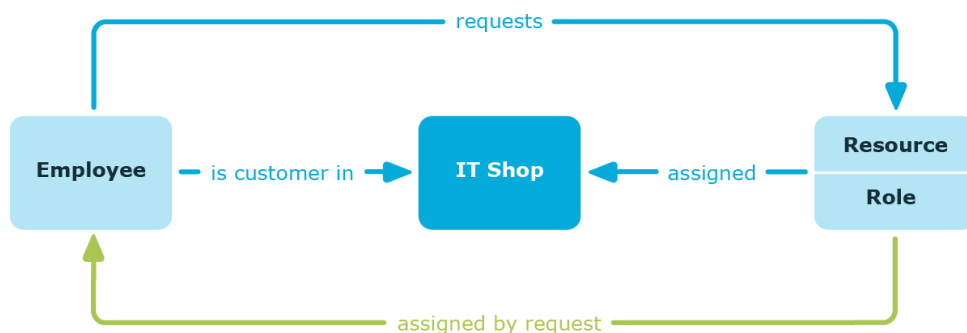 requests
Employee
is customer in
IT Shop
assigned
Resource
Role
assigned by request